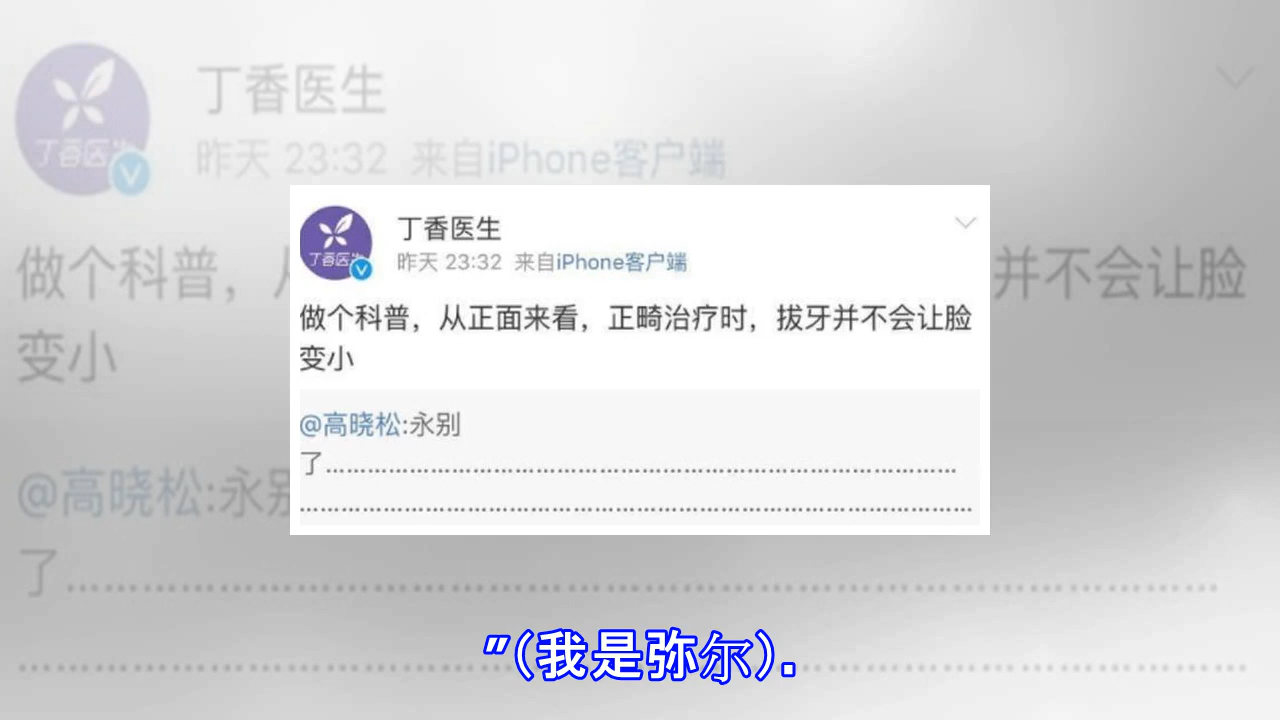 丁香医生
昨天 23:32 来自iPhone客户端
做个科普，从正面来看，正畸治疗时，拔牙并不会让脸
变小
@高晓松:永别
了………………………………………………………………
……………………………………………………………………
"(我是弥尔).